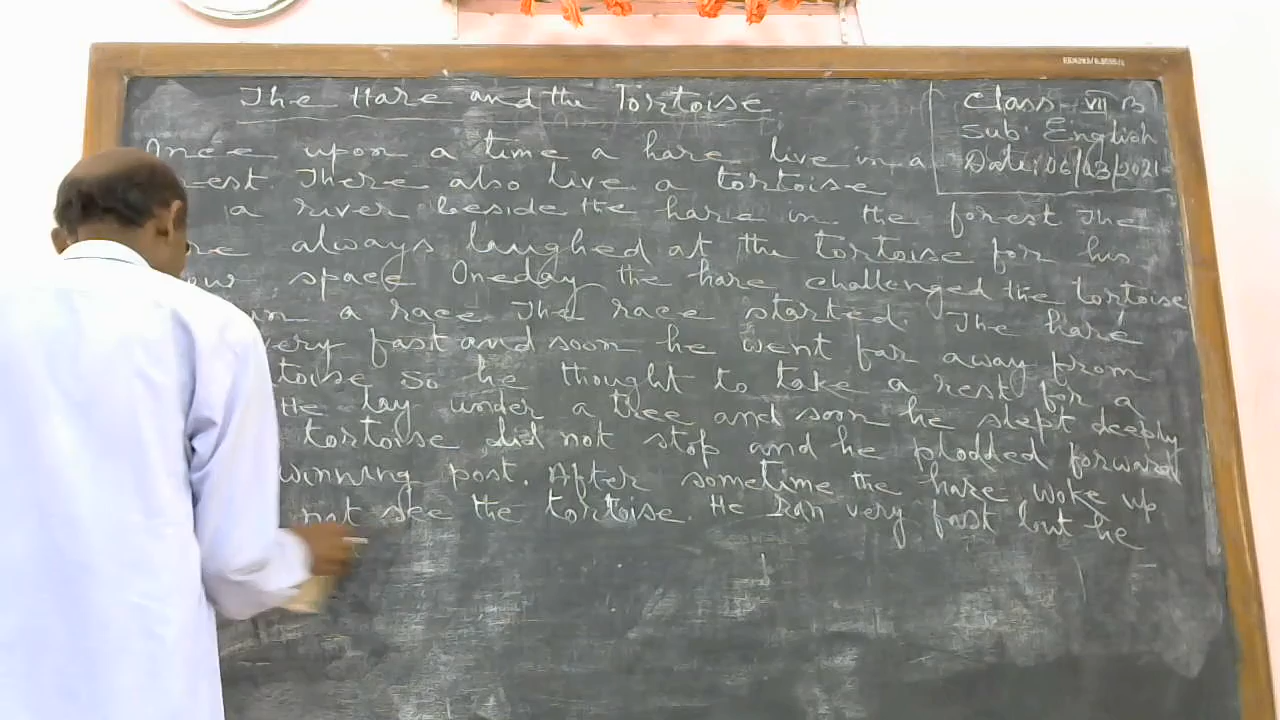 The Hare and the Tortoise
Class VII B
Sub: English
Date: 06/03/2021
Once upon a time a hare live in a
rest. There also live a tortoise
a river beside the hare in the forest The
re always laughed at the tortoise for his
ow space Oneday the hare challenged the tortoise
in a race The race started. The hare
very fast and soon he went far away from
toise so he thought to take a rest for a
He lay under a tree and soon he slept deeply
tortoise did not stop and he plodded forward
winning post. After sometime the hare woke up
not see the tortoise. He ran very fast but he